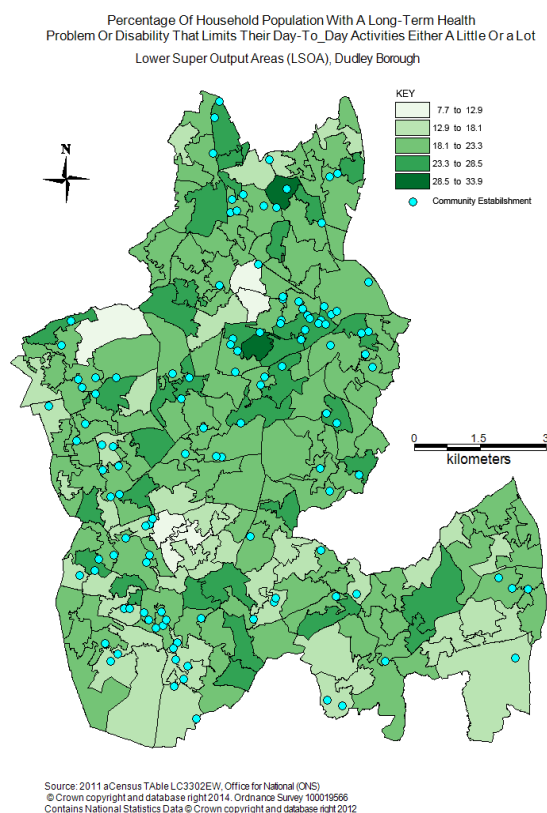 Percentage Of Household Population With A Long-Term Health
Problem Or Disability That Limits Their Day-To_Day Activities Either A Little Or a Lot
Lower Super Output Areas (LSOA), Dudley Borough
KEY
7.7 to 12.9
12.9 to 18.1
18.1 to 23.3
23.3 to 28.5
28.5 to 33.9
Community Estabilshment
N
0 1.5 3
kilometers
Source: 2011 aCensus TAble LC3302EW, Office for National (ONS)
© Crown copyright and database right 2014. Ordnance Survey 100019566
Contains National Statistics Data © Crown copyright and database right 2012